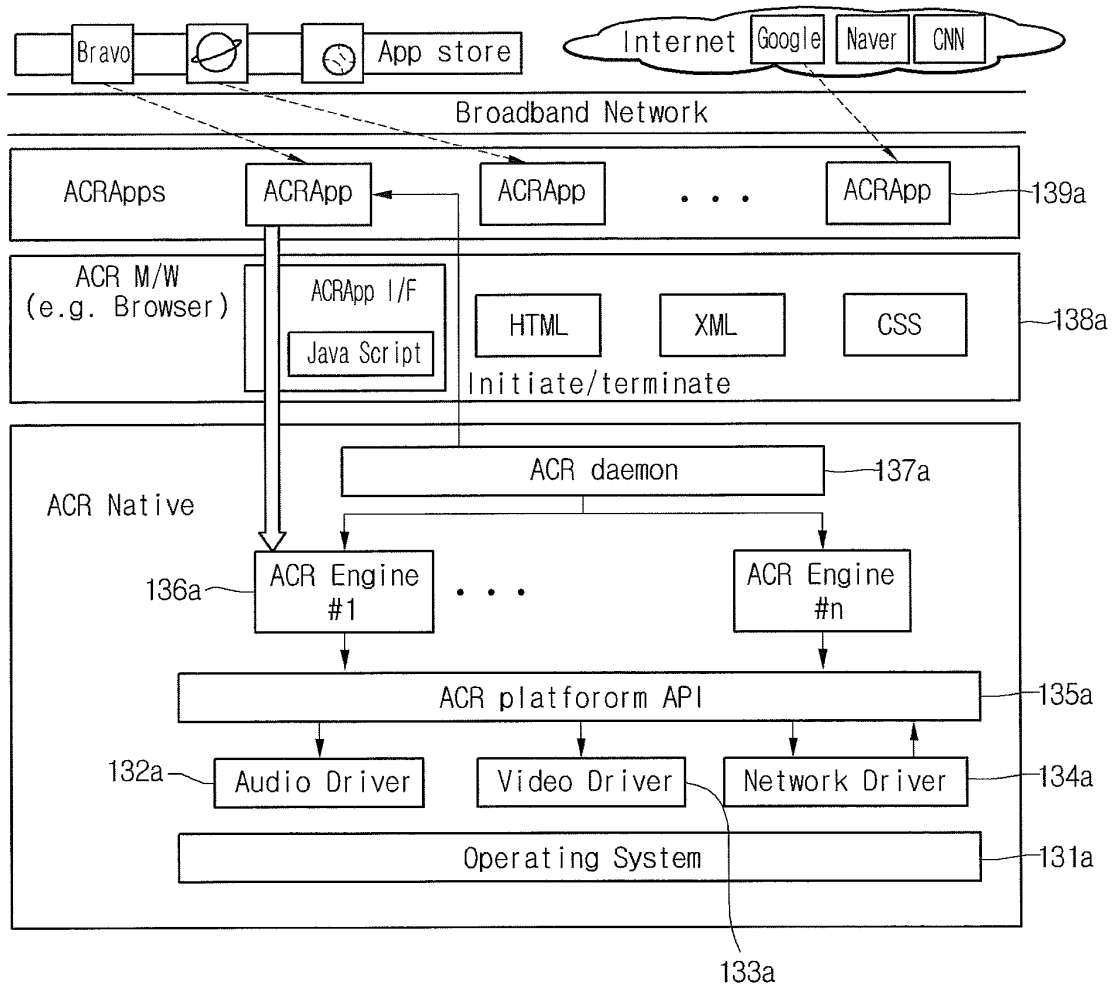 Bravo
App store
Internet
Google
Naver
CNN
Broadband Network
ACRApps
ACRApp
ACRApp
. . .
ACRApp
139a
ACR M/W
(e.g. Browser)
ACRApp I/F
Java Script
HTML
XML
CSS
138a
Initiate/terminate
ACR daemon
137a
ACR Native
136a
ACR Engine
#1
. . .
ACR Engine
#n
ACR platfororm API
135a
132a
Audio Driver
Video Driver
Network Driver
134a
Operating System
131a
133a